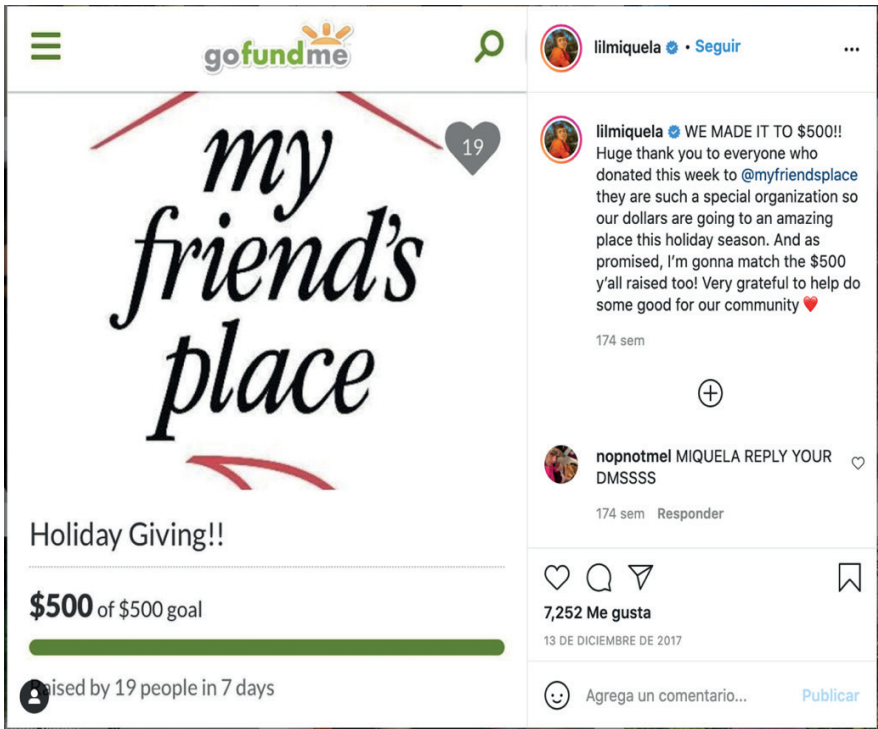 gofundme
19
my
friend's
place
Holiday Giving!!
$500 of $500 goal
Raised by 19 people in 7 days
lilmiquela • Seguir
lilmiquela WE MADE IT TO $500!!
Huge thank you to everyone who
donated this week to @myfriendsplace
they are such a special organization so
our dollars are going to an amazing
place this holiday season. And as
promised, I'm gonna match the $500
y'all raised too! Very grateful to help do
some good for our community ❤️
174 sem
nopnotmel MIQUELA REPLY YOUR
DMSSSS
174 sem Responder
7,252 Me gusta
13 DE DICIEMBRE DE 2017
Agrega un comentario... Publicar